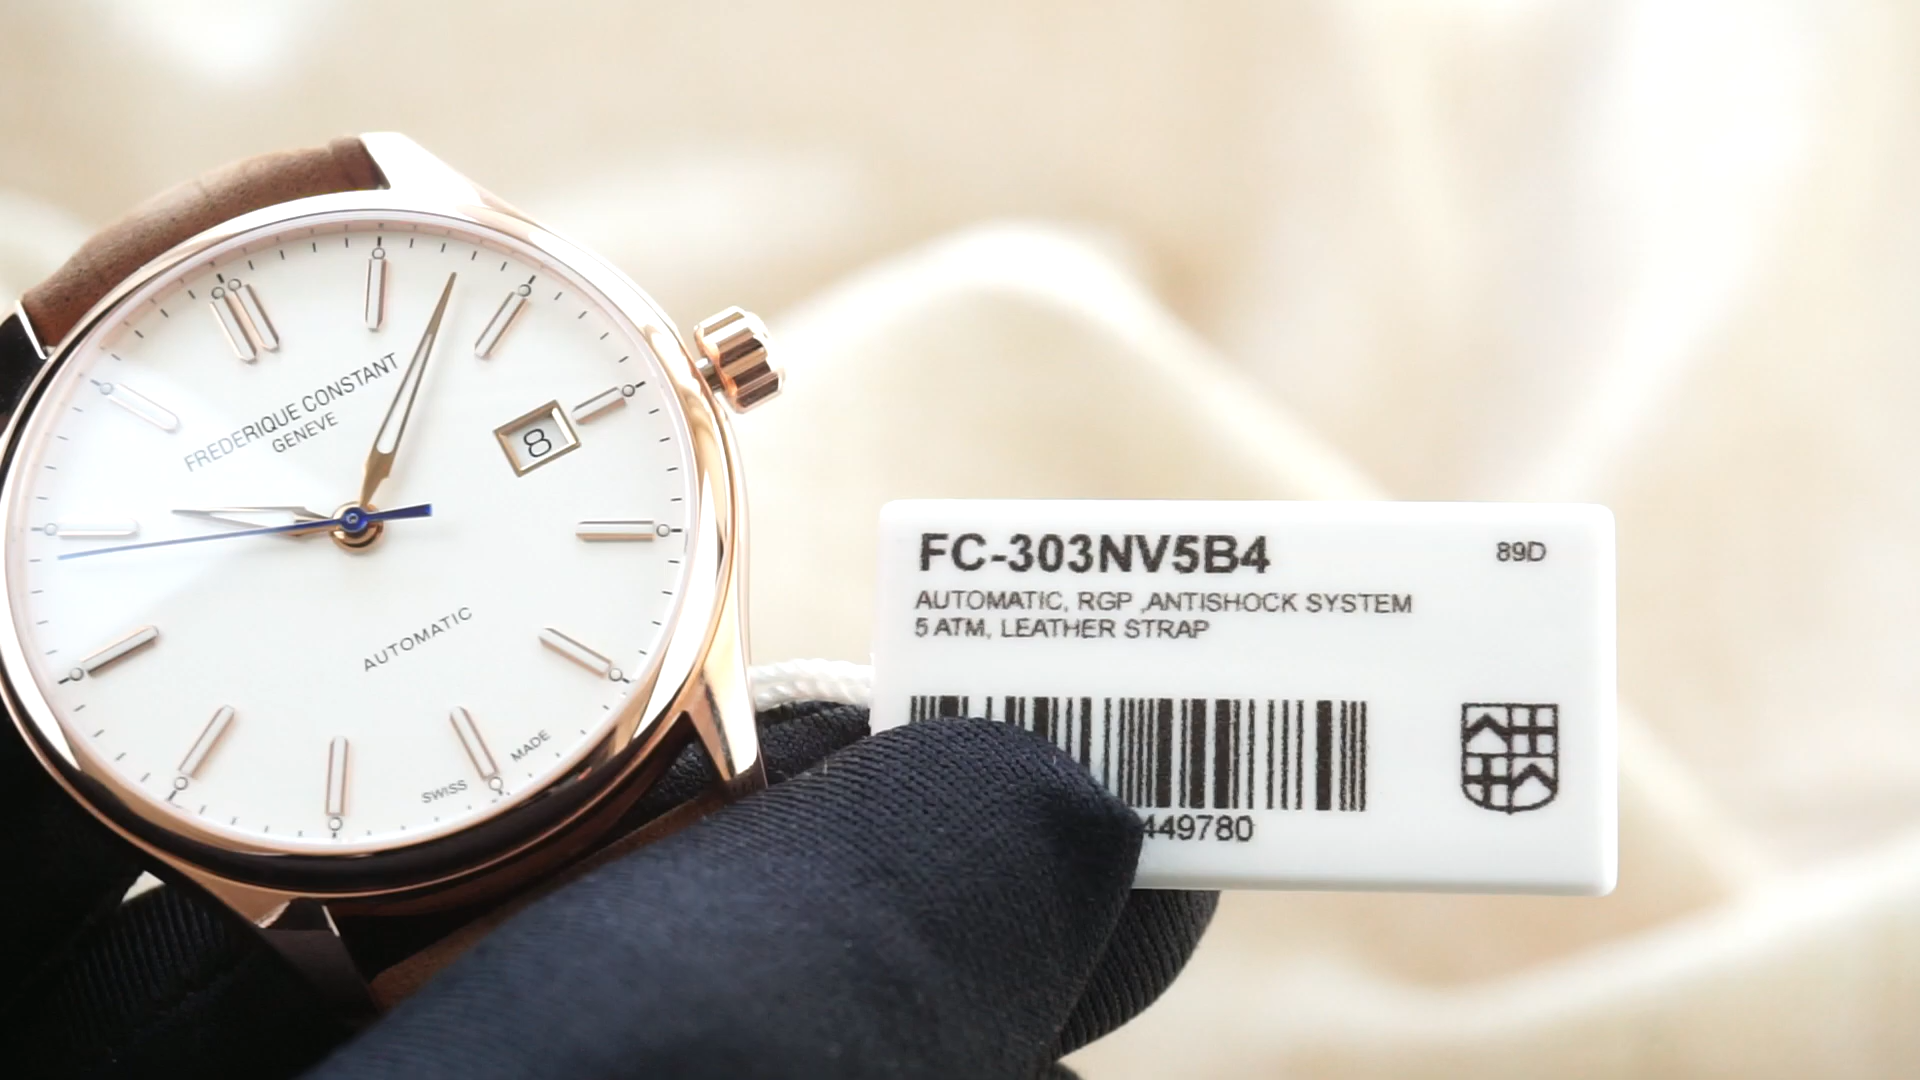 FREDERIQUE CONSTANT
GENEVE
8
AUTOMATIC
SWISS MADE
FC-303NV5B4
89D
AUTOMATIC, RGP ,ANTISHOCK SYSTEM
5 ATM, LEATHER STRAP
449780